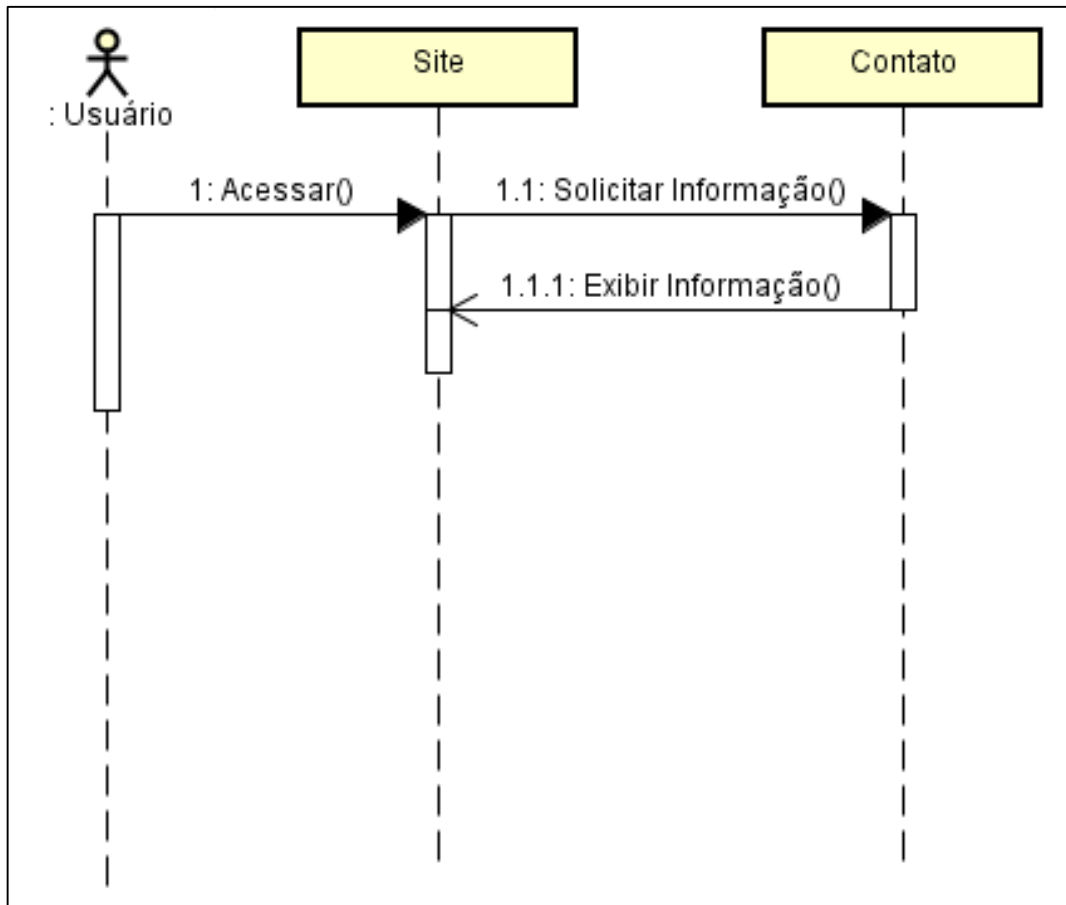 Site
Contato
: Usuário
1: Acessar()
1.1: Solicitar Informação()
1.1.1: Exibir Informação()